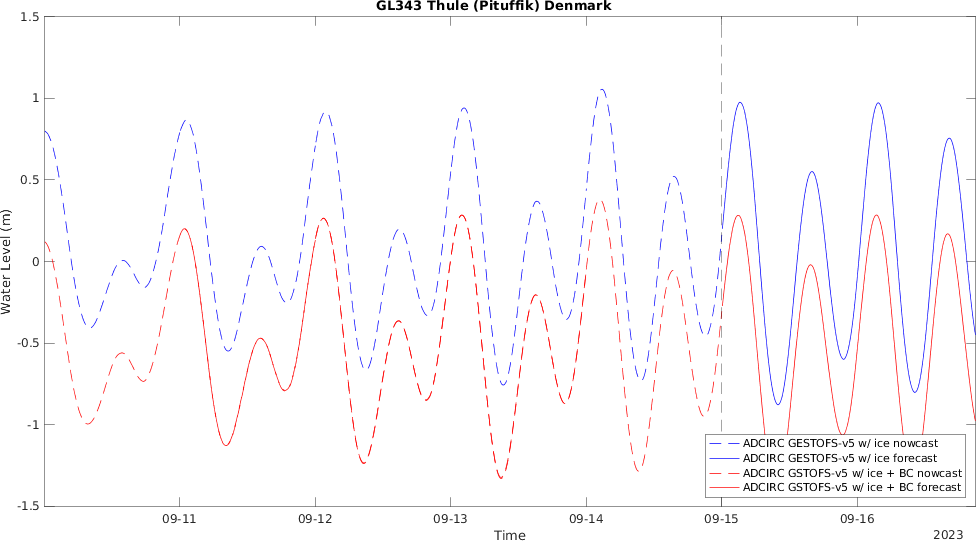 GL343 Thule (Pituffik) Denmark
1.5
1
0.5
0
-0.5
-1
-1.5
Water Level (m)
09-11
09-12
09-13
09-14
09-15
09-16
Time
2023
ADCIRC GESTOFS-v5 w/ ice nowcast
ADCIRC GESTOFS-v5 w/ ice forecast
ADCIRC GSTOFS-v5 w/ ice + BC nowcast
ADCIRC GSTOFS-v5 w/ ice + BC forecast